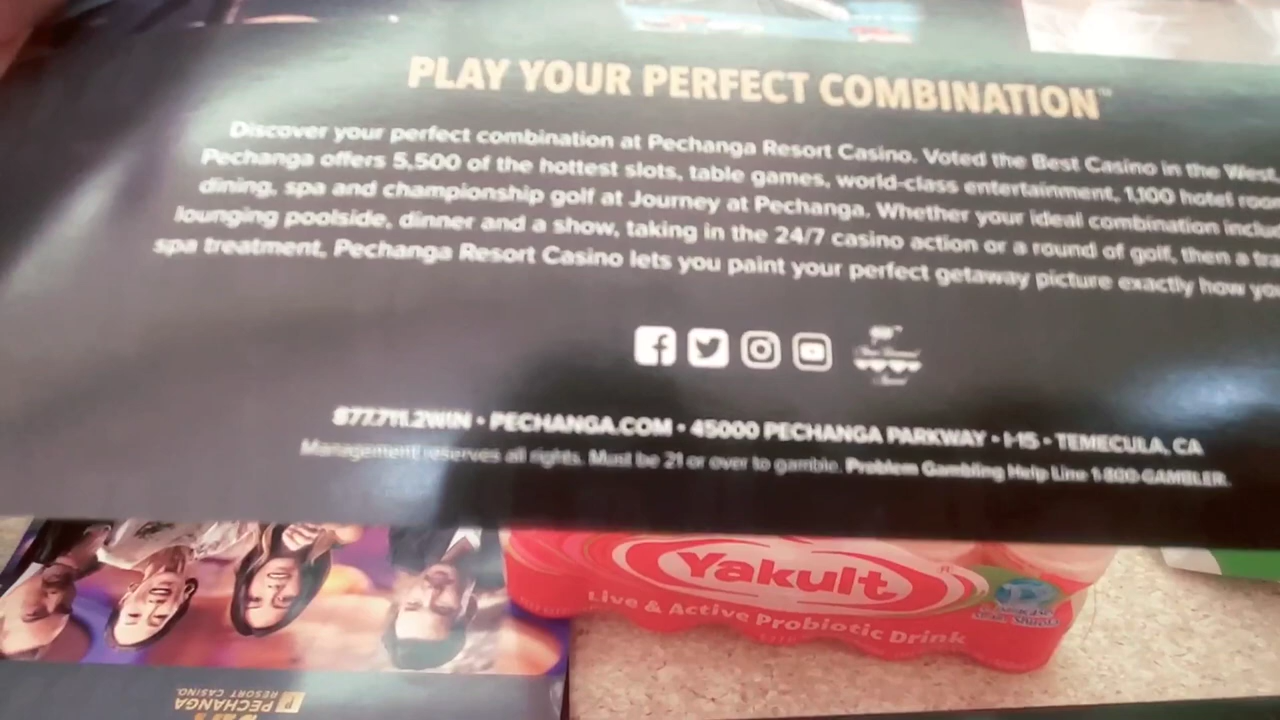 PLAY YOUR PERFECT COMBINATION™
Discover your perfect combination at Pechanga Resort Casino. Voted the Best Casino in the West,
Pechanga offers 5,500 of the hottest slots, table games, world-class entertainment, 1,100 hotel
dining, spa and championship golf at Journey at Pechanga. Whether your ideal combination
lounging poolside, dinner and a show, taking in the 24/7 casino action or a round of golf, then a
spa treatment, Pechanga Resort Casino lets you paint your perfect getaway picture exactly how
877.711.2WIN • PECHANGA.COM • 45000 PECHANGA PARKWAY • I-15 • TEMECULA, CA
Management reserves all rights. Must be 21 or over to gamble. Problem Gambling Help Line 1-800-GAMBLER.
Yakult
Live & Active Probiotic Drink
PECHANGA
RESORT CASINO